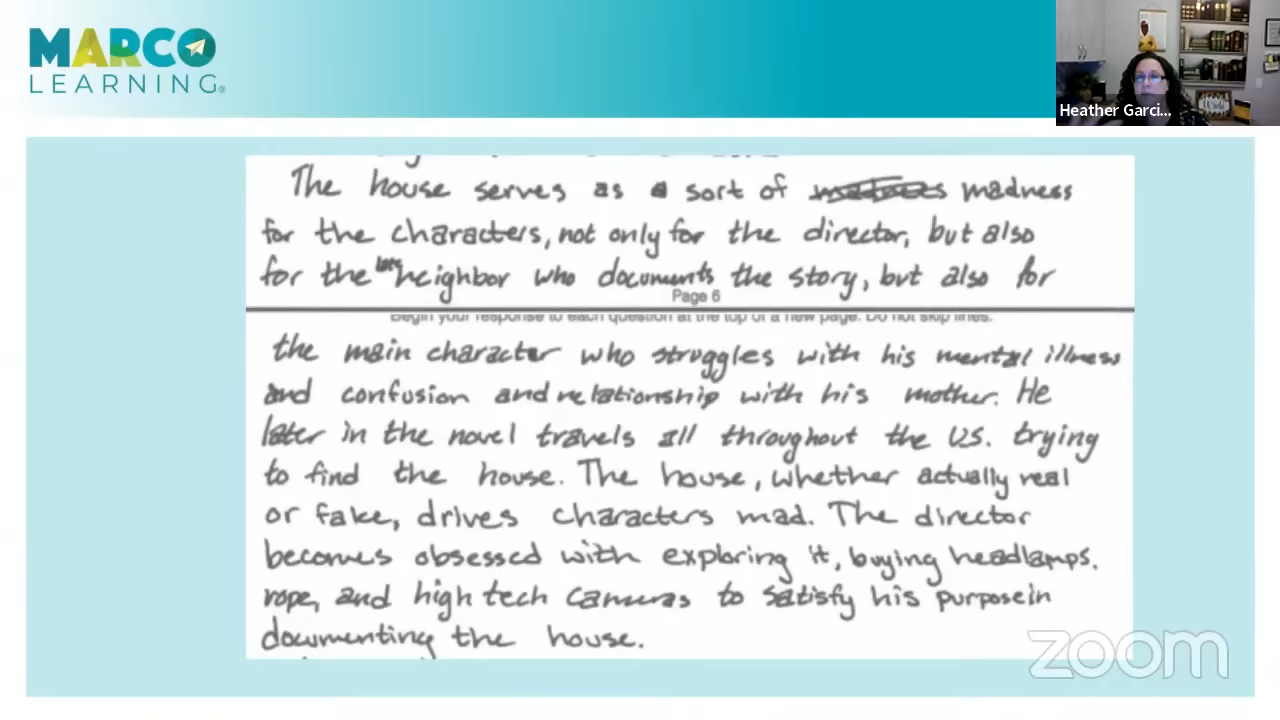 MARCO
LEARNING®
Heather Garci...
The house serves as a sort of madness
for the characters, not only for the director, but also
for the neighbor who documents the story, but also for
Page 6
Begin your response to each question at the top of a new page. Do not skip lines.
the main character who struggles with his mental illness
and confusion and relationship with his mother. He
later in the novel travels all throughout the U.S. trying
to find the house. The house, whether actually real
or fake, drives characters mad. The director
becomes obsessed with exploring it, buying headlamps,
rope, and high tech cameras to satisfy his purpose in
documenting the house.
zoom